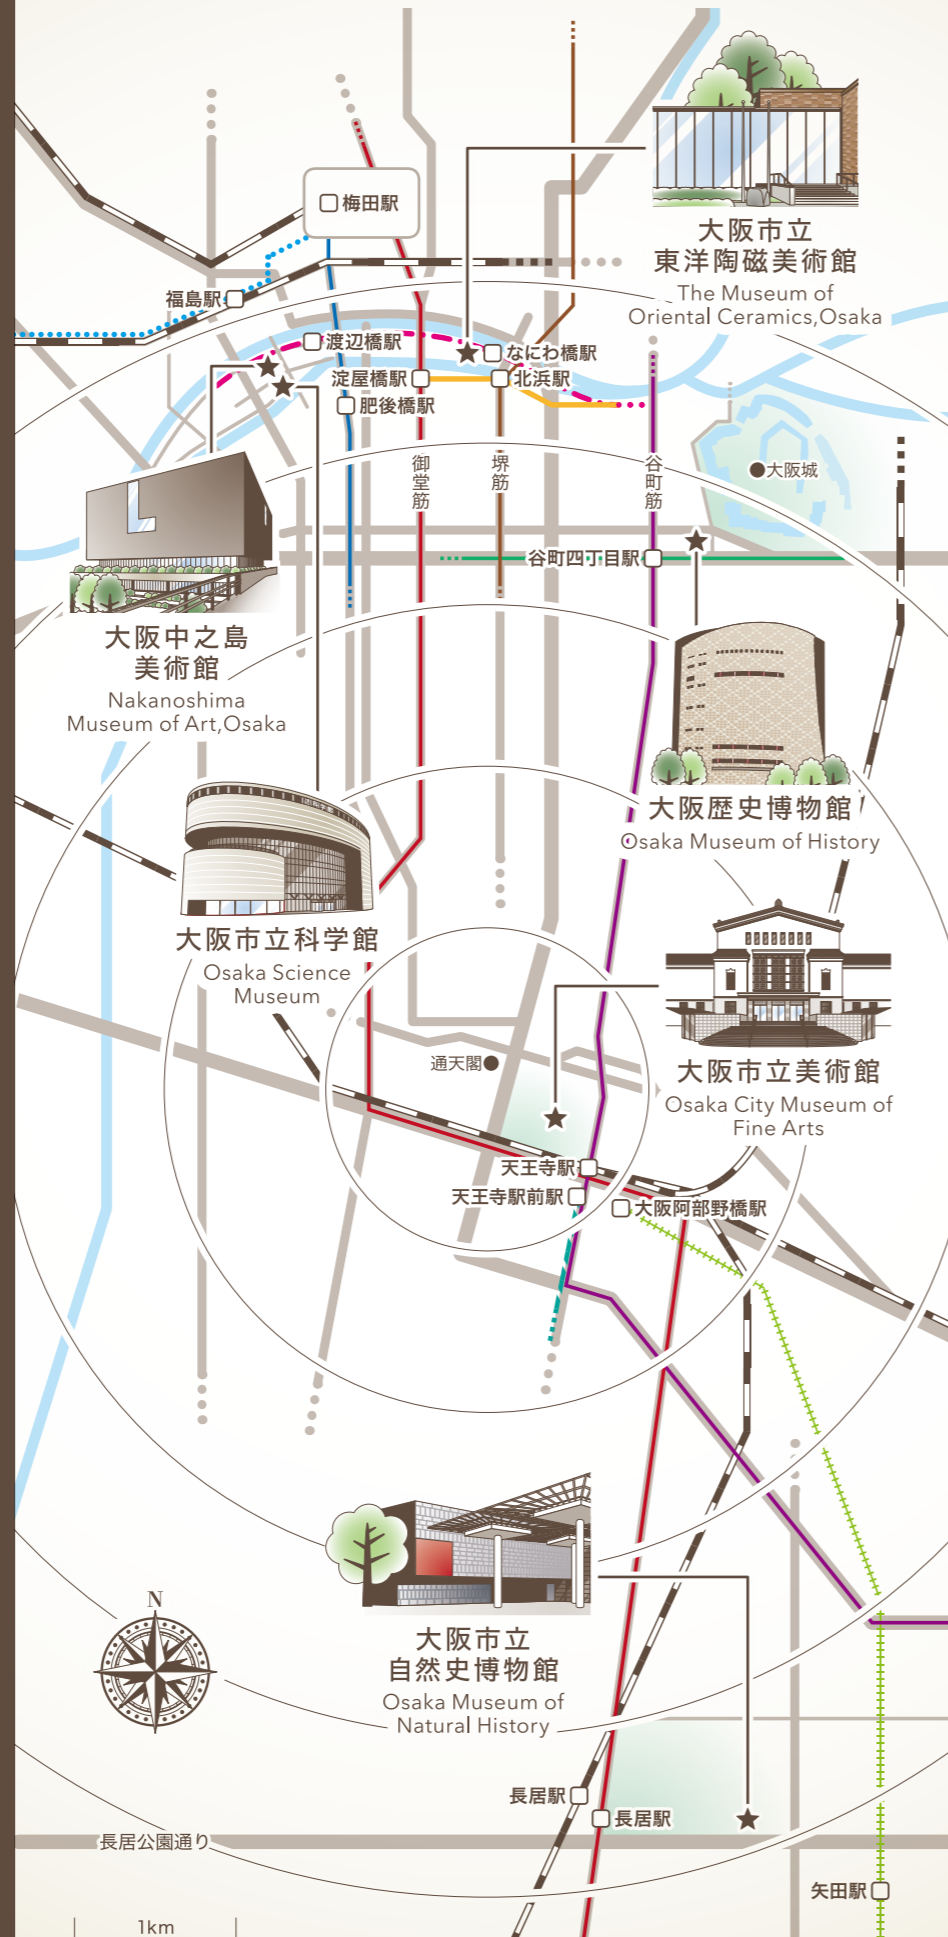 梅田駅
大阪市立
東洋陶磁美術館
The Museum of
Oriental Ceramics,Osaka
福島駅
渡辺橋駅
なにわ橋駅
淀屋橋駅
北浜駅
肥後橋駅
御堂筋
堺筋
谷町筋
大阪城
谷町四丁目駅
大阪中之島
美術館
Nakanoshima
Museum of Art,Osaka
大阪歴史博物館
Osaka Museum of History
大阪市立科学館
Osaka Science
Museum
通天閣
大阪市立美術館
Osaka City Museum of
Fine Arts
天王寺駅
天王寺駅前駅
大阪阿部野橋駅
N
大阪市立
自然史博物館
Osaka Museum of
Natural History
長居駅
長居駅
長居公園通り
矢田駅
1km